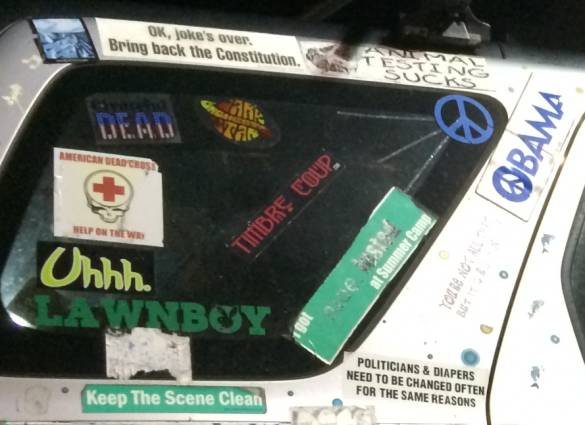 OK, joke's over.
Bring back the Constitution.
ANIMAL
TESTING
SUCKS
Grateful
DEAD
OBAMA
AMERICAN DEAD CROSS
HELP ON THE WAY
TIMBRE COUP
Uhhh.
LAWNBOY
I Got
at Summer Camp
POLITICIANS & DIAPERS
NEED TO BE CHANGED OFTEN
FOR THE SAME REASONS
Keep The Scene Clean